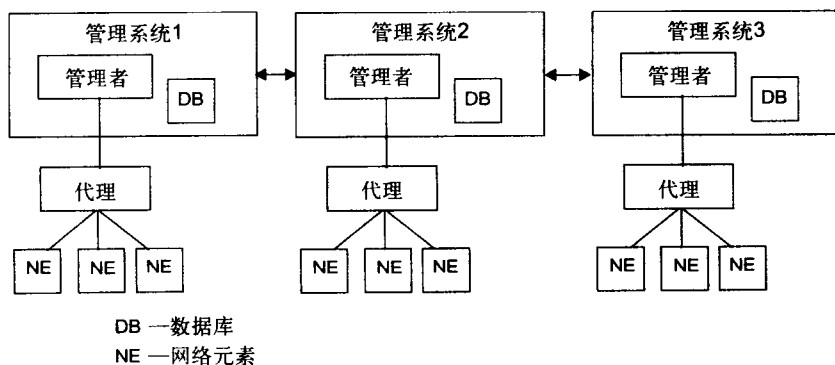 管理系统1
管理系统2
管理系统3
管理者
管理者
管理者
DB
DB
DB
代理
代理
代理
NE NE NE
NE NE NE
NE NE NE
DB —数据库
NE —网络元素